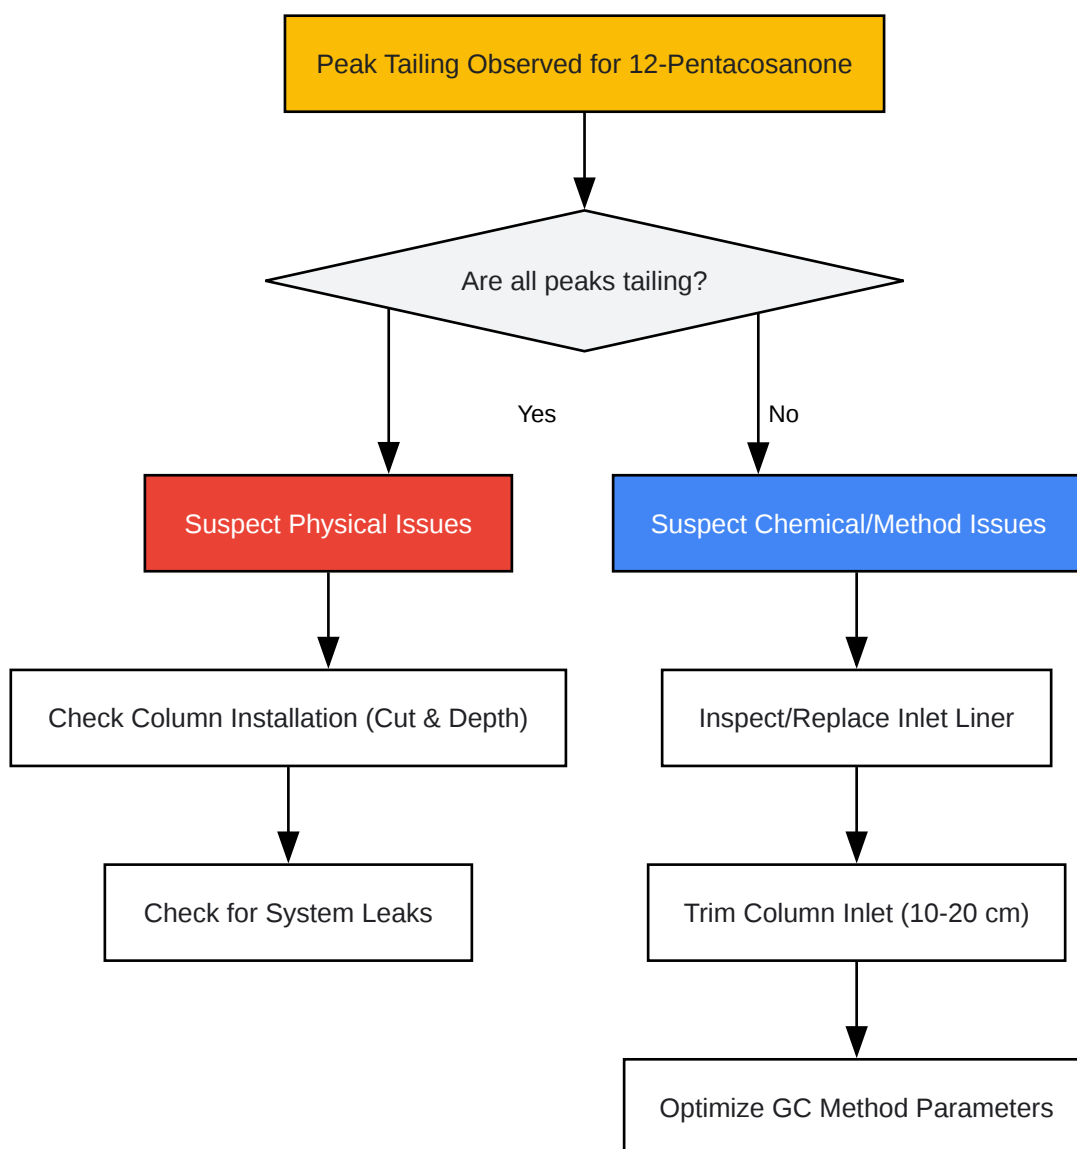 Peak Tailing Observed for 12-Pentacosanone
Are all peaks tailing?
Yes
No
Suspect Physical Issues
Suspect Chemical/Method Issues
Check Column Installation (Cut & Depth)
Inspect/Replace Inlet Liner
Check for System Leaks
Trim Column Inlet (10-20 cm)
Optimize GC Method Parameters